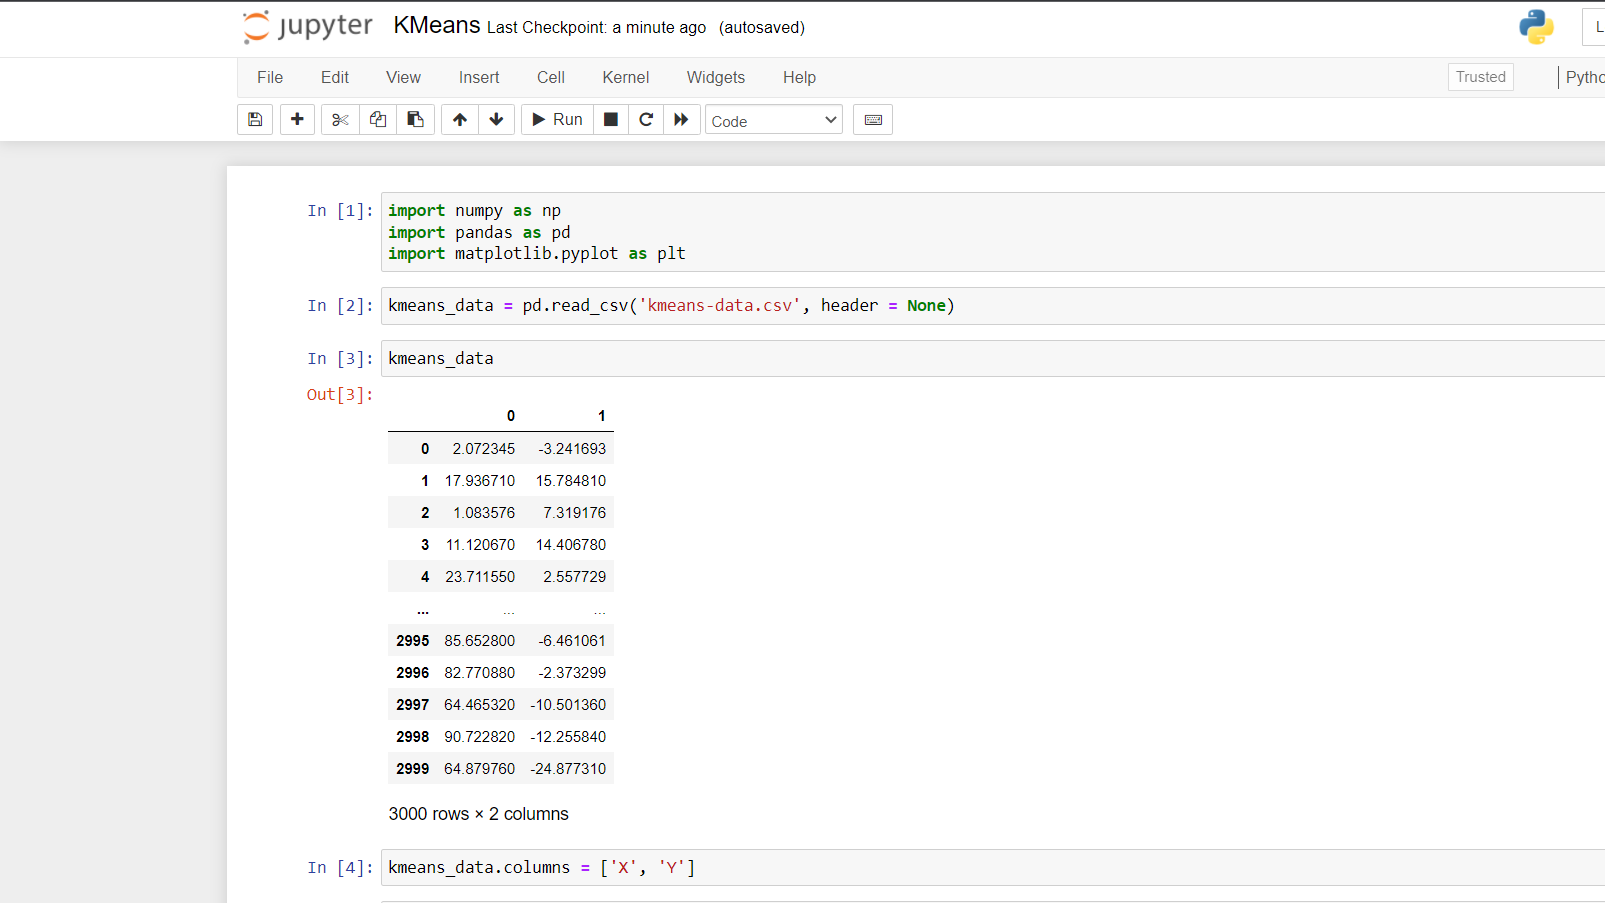 jupyter KMeans Last Checkpoint: a minute ago (autosaved)
File Edit View Insert Cell Kernel Widgets Help Trusted
Run Code
In [1]: import numpy as np
import pandas as pd
import matplotlib.pyplot as plt
In [2]: kmeans_data = pd.read_csv('kmeans-data.csv', header = None)
In [3]: kmeans_data
Out[3]:
0 1
0 2.072345 -3.241693
1 17.936710 15.784810
2 1.083576 7.319176
3 11.120670 14.406780
4 23.711550 2.557729
... ... ...
2995 85.652800 -6.461061
2996 82.770880 -2.373299
2997 64.465320 -10.501360
2998 90.722820 -12.255840
2999 64.879760 -24.877310
3000 rows × 2 columns
In [4]: kmeans_data.columns = ['X', 'Y']